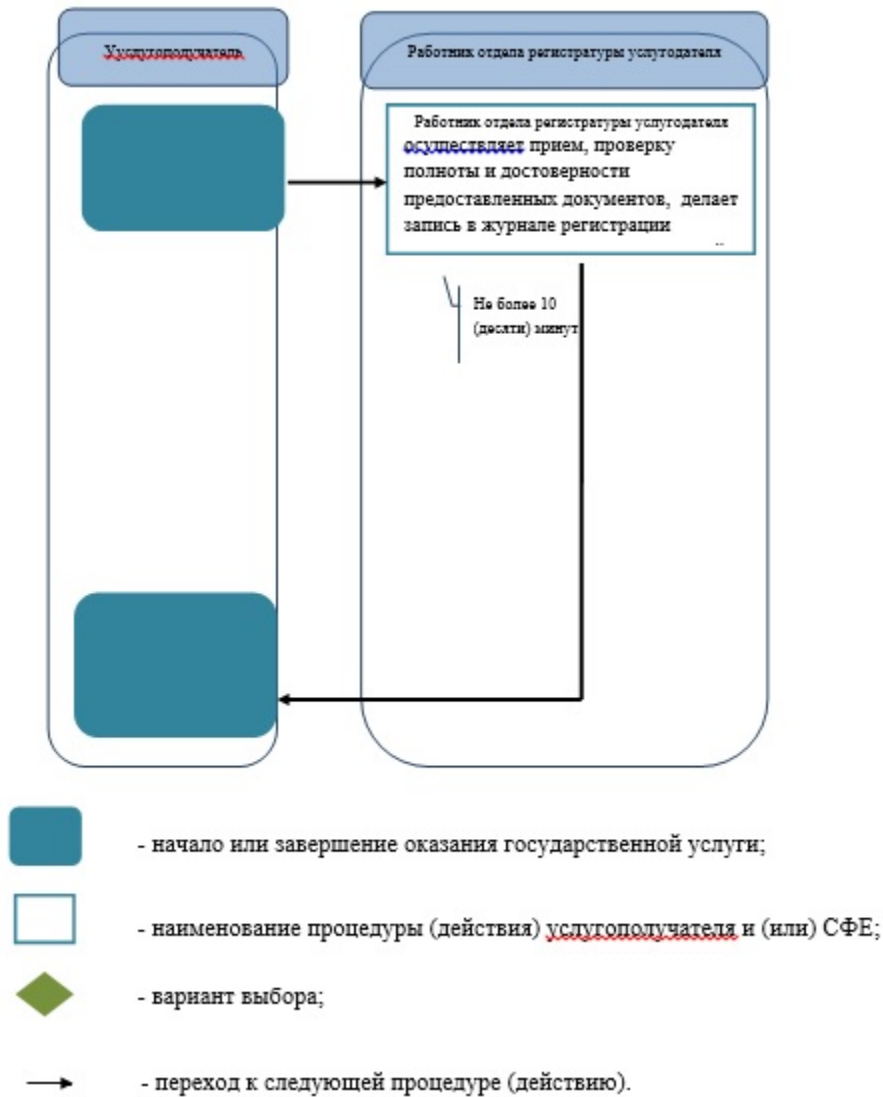 Ууслугополучатель
Работник отдела регистратуры услугодателя
Работник отдела регистратуры услугодателя
осуществляет прием, проверку
полноты и достоверности
предоставленных документов, делает
запись в журнале регистрации
..
Не более 10
(десяти) минут
- начало или завершение оказания государственной услуги;
- наименование процедуры (действия) услугополучателя и (или) СФЕ;
- вариант выбора;
- переход к следующей процедуре (действию).